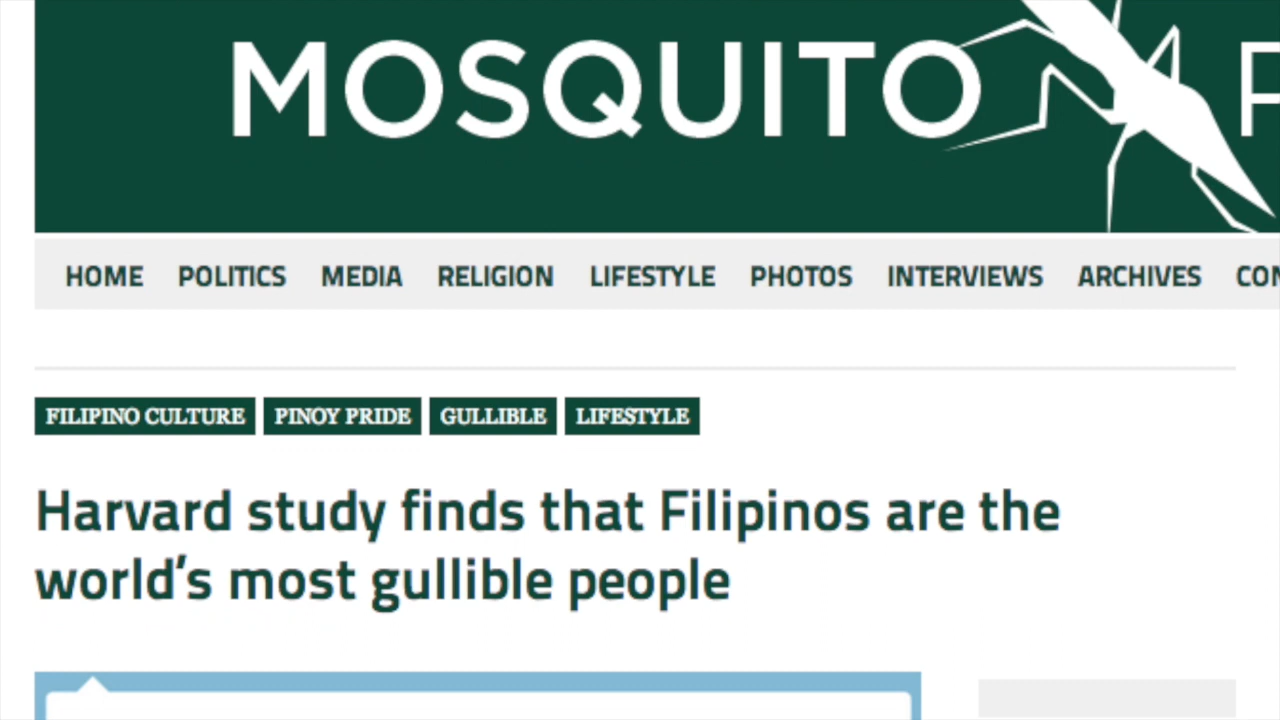 MOSQUITO P
HOME POLITICS MEDIA RELIGION LIFESTYLE PHOTOS INTERVIEWS ARCHIVES CON
FILIPINO CULTURE PINOY PRIDE GULLIBLE LIFESTYLE
Harvard study finds that Filipinos are the
world's most gullible people